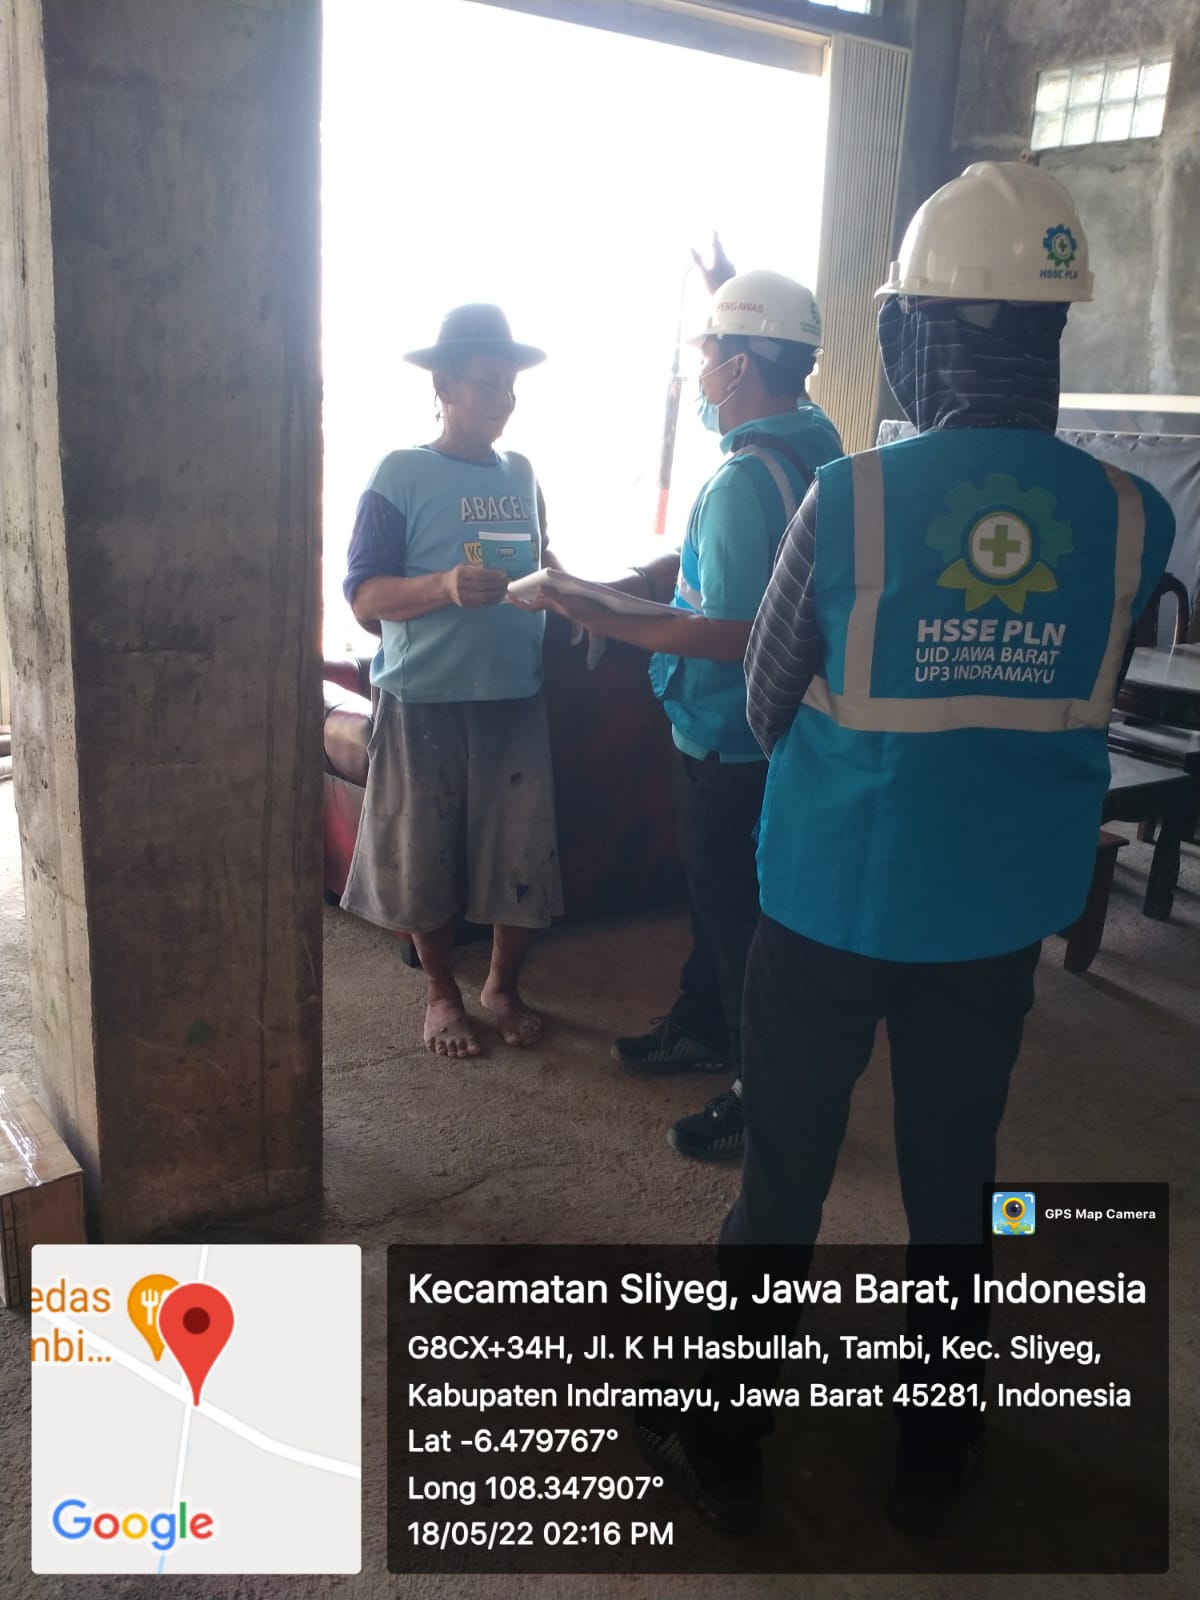 HSSE PLN
PENGAWAS
ABACEL
HSSE PLN
UID JAWA BARAT
UP3 INDRAMAYU
GPS Map Camera
edas
nbi...
Google
Kecamatan Sliyeg, Jawa Barat, Indonesia
G8CX+34H, Jl. K H Hasbullah, Tambi, Kec. Sliyeg,
Kabupaten Indramayu, Jawa Barat 45281, Indonesia
Lat -6.479767°
Long 108.347907°
18/05/22 02:16 PM